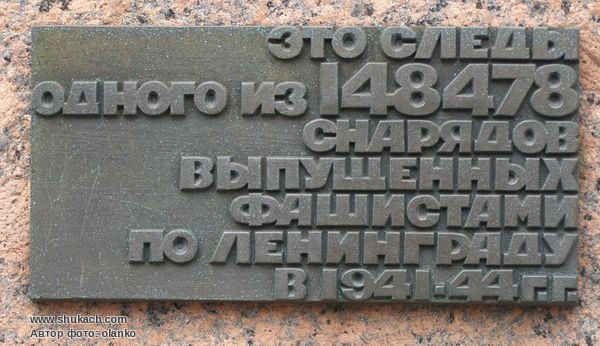 ЭТО СЛЕДЫ
ОДНОГО ИЗ 148478
СНАРЯДОВ
ВЫПУЩЕННЫХ
ФАШИСТАМИ
ПО ЛЕНИНГРАДУ
В 1941-44 г.г.
www.shukach.com
Автор фото: olanko